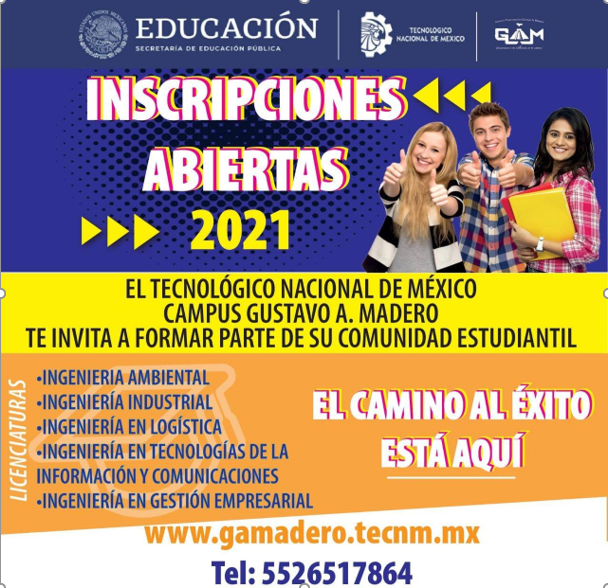 EDUCACIÓN
SECRETARÍA DE EDUCACIÓN PÚBLICA
TECNOLÓGICO
NACIONAL DE MÉXICO
GAM
INSCRIPCIONES
ABIERTAS
2021
EL TECNOLÓGICO NACIONAL DE MÉXICO
CAMPUS GUSTAVO A. MADERO
TE INVITA A FORMAR PARTE DE SU COMUNIDAD ESTUDIANTIL
LICENCIATURAS
•INGENIERIA AMBIENTAL
•INGENIERÍA INDUSTRIAL
•INGENIERÍA EN LOGÍSTICA
•INGENIERÍA EN TECNOLOGÍAS DE LA
INFORMACIÓN Y COMUNICACIONES
•INGENIERÍA EN GESTIÓN EMPRESARIAL
EL CAMINO AL ÉXITO
ESTÁ AQUÍ
www.gamadero.tecnm.mx
Tel: 5526517864